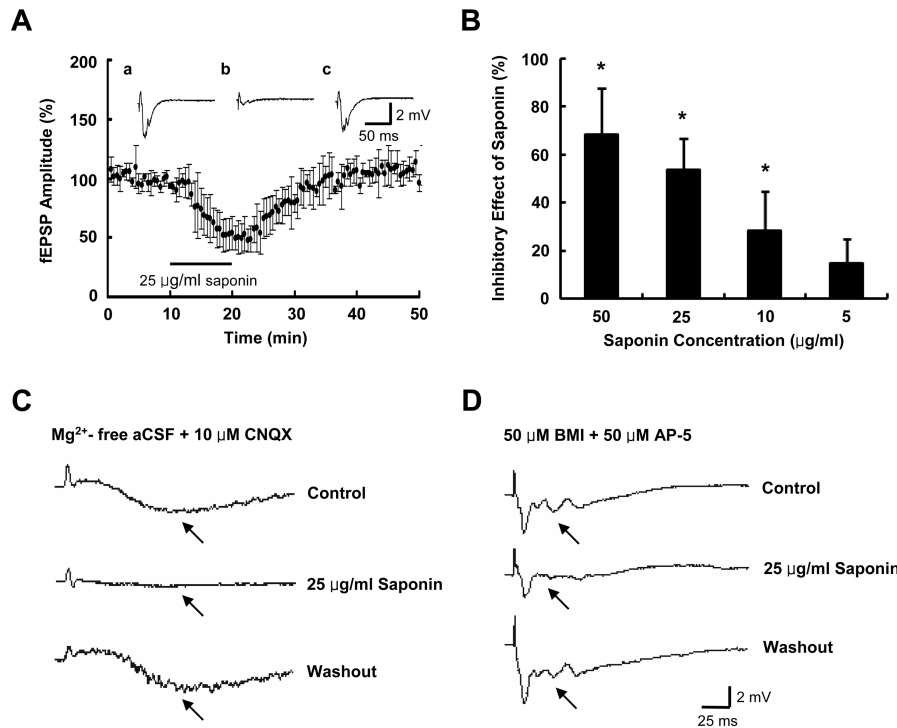 A
fEPSP Amplitude (%)
200
150
100
50
0
a
b
c
2 mV
50 ms
25 µg/ml saponin
0
10
20
30
40
50
Time (min)
B
Inhibitory Effect of Saponin (%)
100
80
60
40
20
0
*
*
*
50
25
10
5
Saponin Concentration (µg/ml)
C
Mg²⁺- free aCSF + 10 µM CNQX
Control
25 µg/ml Saponin
Washout
D
50 µM BMI + 50 µM AP-5
Control
25 µg/ml Saponin
Washout
2 mV
25 ms